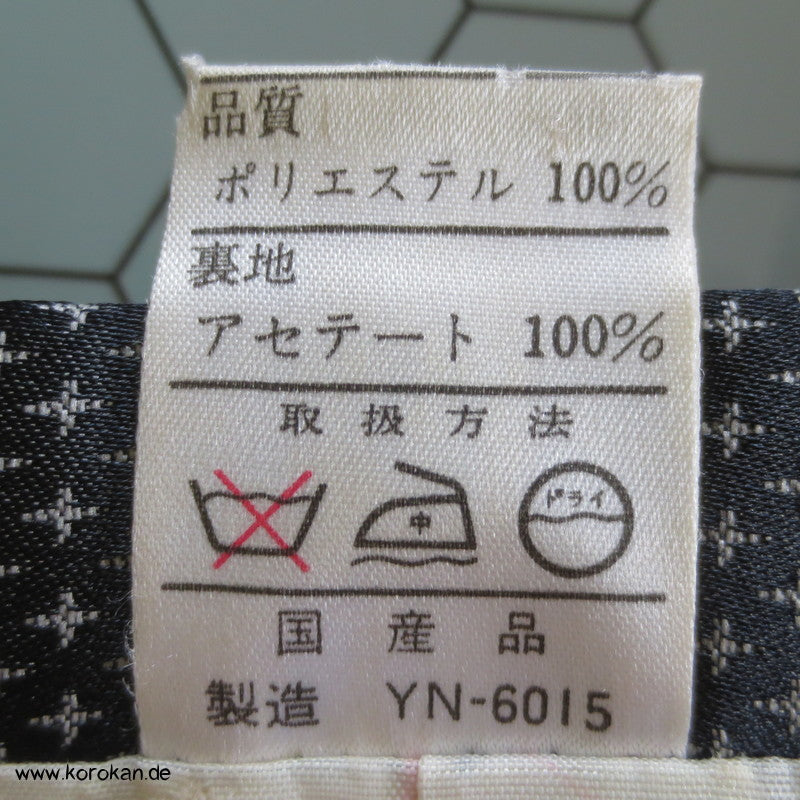 品質
ポリエステル 100%
裏地
アセテート 100%
取扱方法
中 ドライ
国産品
製造 YN-6015
www.korokan.de